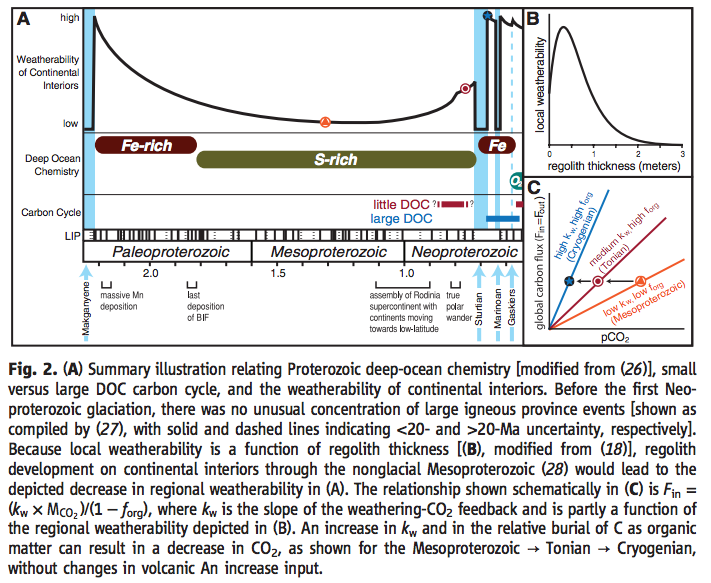 A
high
Weatherability
of Continental
Interiors
low
Deep Ocean
Chemistry
Fe-rich
S-rich
Fe
Carbon Cycle
little DOC ? ?
large DOC
LIP
Paleoproterozoic Mesoproterozoic Neoproterozoic
2.0 1.5 1.0
Makganyene
massive Mn
deposition
last
deposition
of BIF
assembly of Rodinia
supercontinent with
continents moving
towards low-latitude
true
polar
wander
Sturtian
Marinoan
Gaskiers
B
local weatherability
0 1 2 3
regolith thickness (meters)
C
global carbon flux (Fin=Fout)
high kw, high forg
(Cryogenian)
medium kw, high forg
(Tonian)
low kw, low forg
(Mesoproterozoic)
pCO2
Fig. 2. (A) Summary illustration relating Proterozoic deep-ocean chemistry [modified from (26)], small
versus large DOC carbon cycle, and the weatherability of continental interiors. Before the first Neo-
proterozoic glaciation, there was no unusual concentration of large igneous province events [shown as
compiled by (27), with solid and dashed lines indicating <20- and >20-Ma uncertainty, respectively].
Because local weatherability is a function of regolith thickness [(B), modified from (18)], regolith
development on continental interiors through the nonglacial Mesoproterozoic (28) would lead to the
depicted decrease in regional weatherability in (A). The relationship shown schematically in (C) is Fin =
(kw × MCO2)/(1 − forg), where kw is the slope of the weathering-CO2 feedback and is partly a function of
the regional weatherability depicted in (B). An increase in kw and in the relative burial of C as organic
matter can result in a decrease in CO2, as shown for the Mesoproterozoic → Tonian → Cryogenian,
without changes in volcanic An increase input.